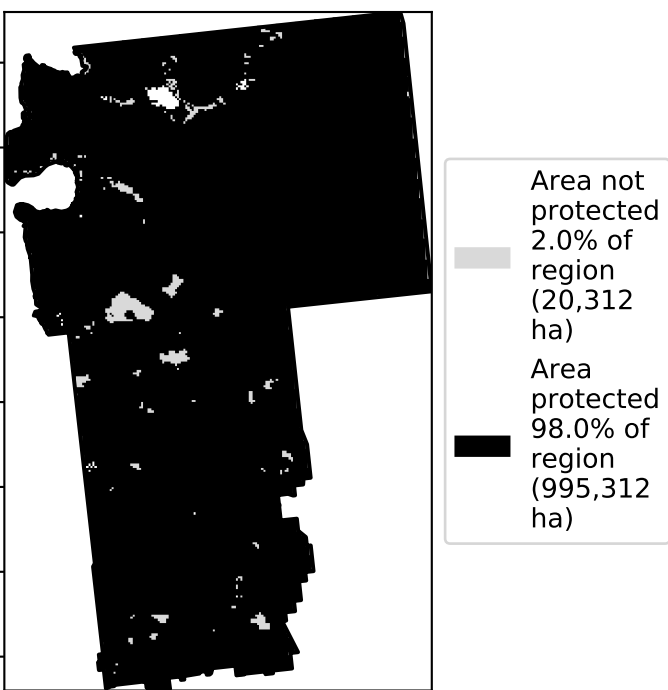 Area not
protected
2.0% of
region
(20,312
ha)
Area
protected
98.0% of
region
(995,312
ha)